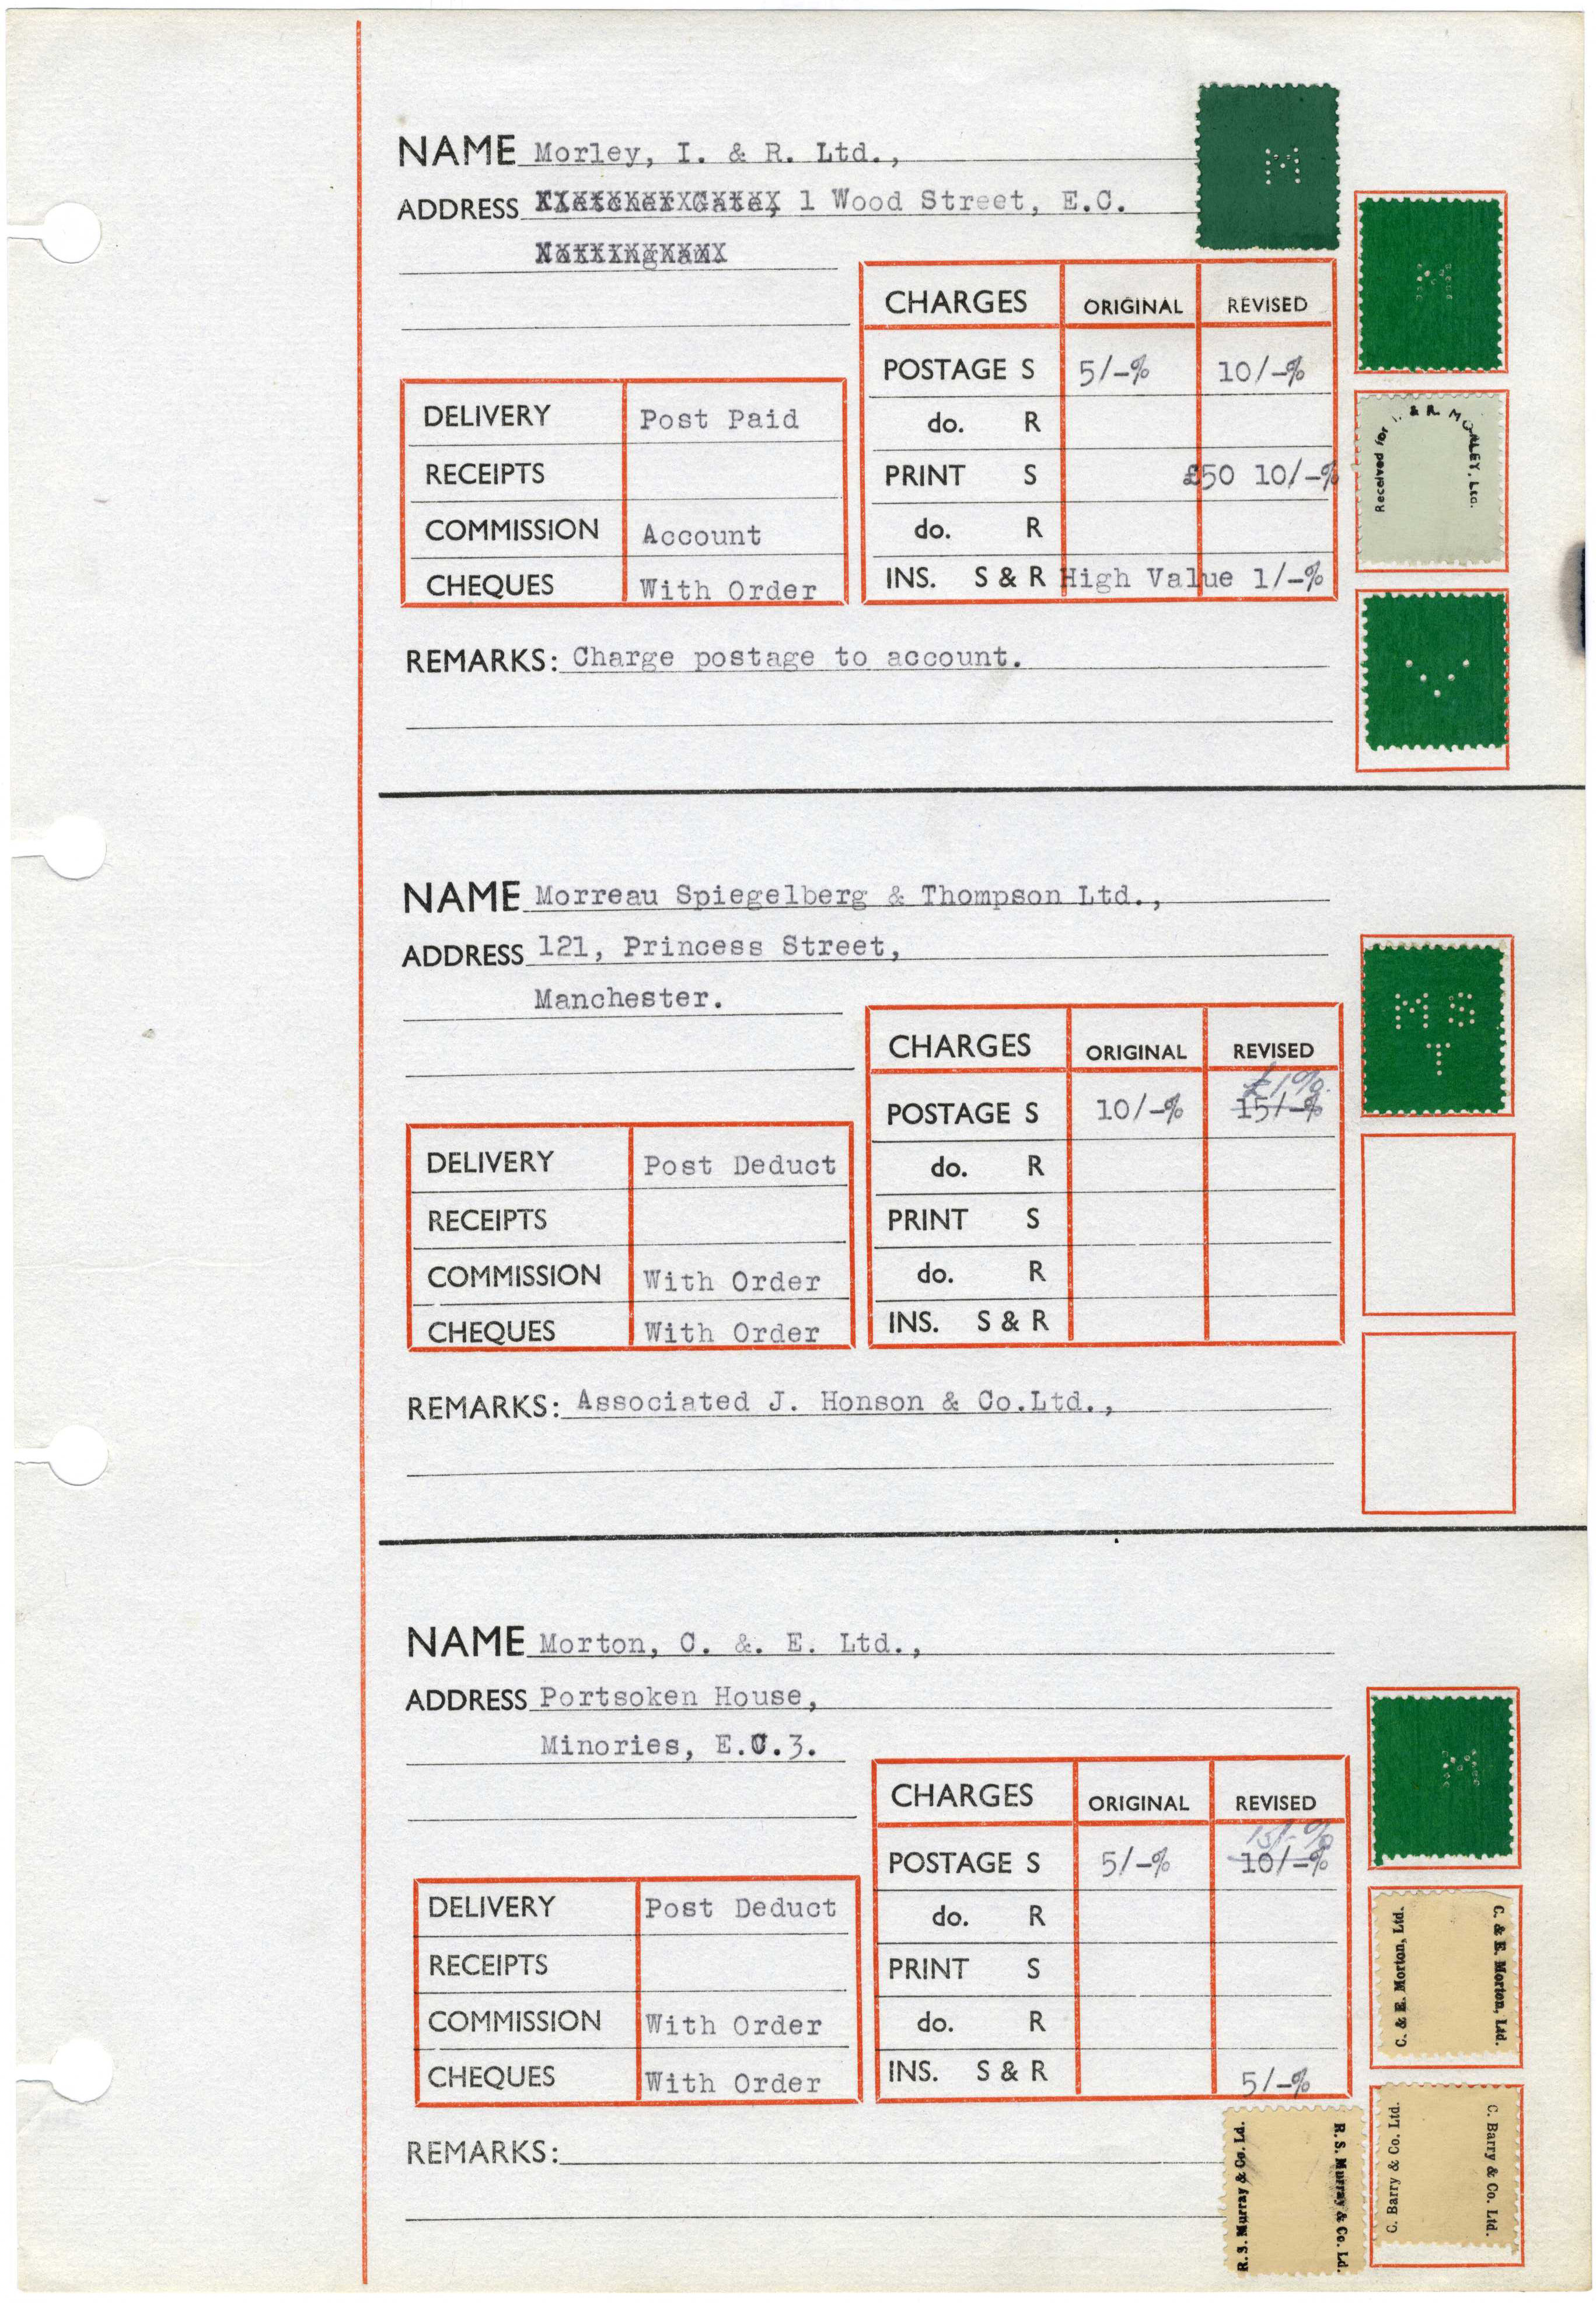 NAME Morley, I. & R. Ltd.,
ADDRESS Fletcher Gate, 1 Wood Street, E.C.
Nottingham.
M
CHARGES ORIGINAL REVISED
POSTAGE S 5/-% 10/-%
do. R
PRINT S £50 10/-%
do. R
INS. S & R High Value 1/-%
DELIVERY Post Paid
RECEIPTS
COMMISSION Account
CHEQUES With Order
Received for I. & R. MORLEY, Ltd.
REMARKS: Charge postage to account.
NAME Morreau Spiegelberg & Thompson Ltd.,
ADDRESS 121, Princess Street,
Manchester.
M S
T
CHARGES ORIGINAL REVISED
£1%.
POSTAGE S 10/-% 15/-%
do. R
PRINT S
do. R
INS. S & R
DELIVERY Post Deduct
RECEIPTS
COMMISSION With Order
CHEQUES With Order
REMARKS: Associated J. Honson & Co.Ltd.,
NAME Morton, C. &. E. Ltd.,
ADDRESS Portsoken House,
Minories, E.C.3.
M
CHARGES ORIGINAL REVISED
15/-%
POSTAGE S 5/-% 10/-%
do. R
PRINT S
do. R
INS. S & R 5/-%
DELIVERY Post Deduct
RECEIPTS
COMMISSION With Order
CHEQUES With Order
C. & E. Morton, Ltd.
C. & E. Morton, Ltd.
REMARKS:
R. S. Murray & Co. Ld.
R. S. Murray & Co. Ld.
C. Barry & Co. Ltd.
C. Barry & Co. Ltd.